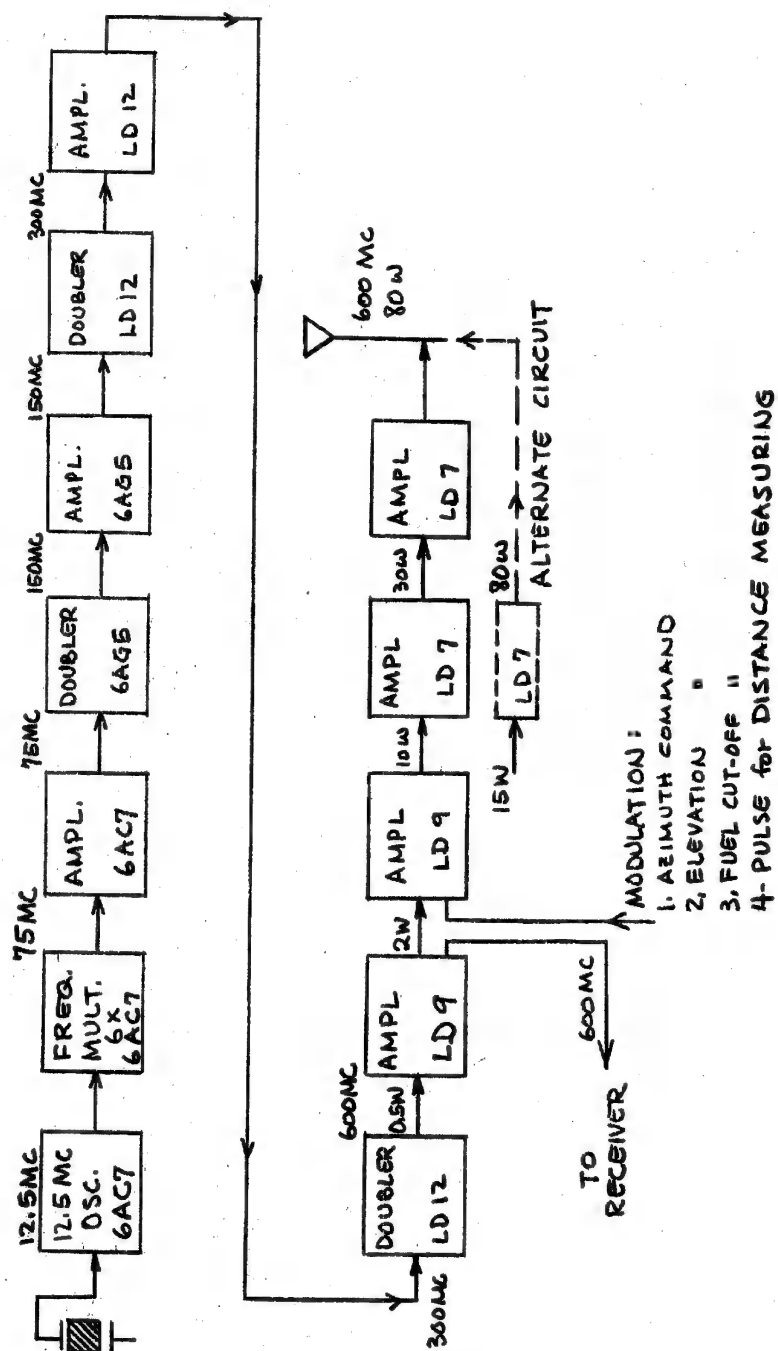 12.5MC
12.5 MC
OSC.
6AC7
FREQ.
MULT.
6X
6AC7
75MC
AMPL.
6AC7
75MC
DOUBLER
6AG5
150MC
AMPL.
6AG5
150MC
DOUBLER
LD12
300MC
AMPL.
LD12
300MC
DOUBLER
LD12
600MC
0.5W
AMPL
LD9
2W
AMPL
LD9
10W
AMPL
LD7
30W
AMPL
LD7
600 MC
80W
15W
LD7
80W
ALTERNATE CIRCUIT
TO
RECEIVER
600MC
MODULATION:
1. AZIMUTH COMMAND
2. ELEVATION "
3. FUEL CUT-OFF "
4- PULSE for DISTANCE MEASURING